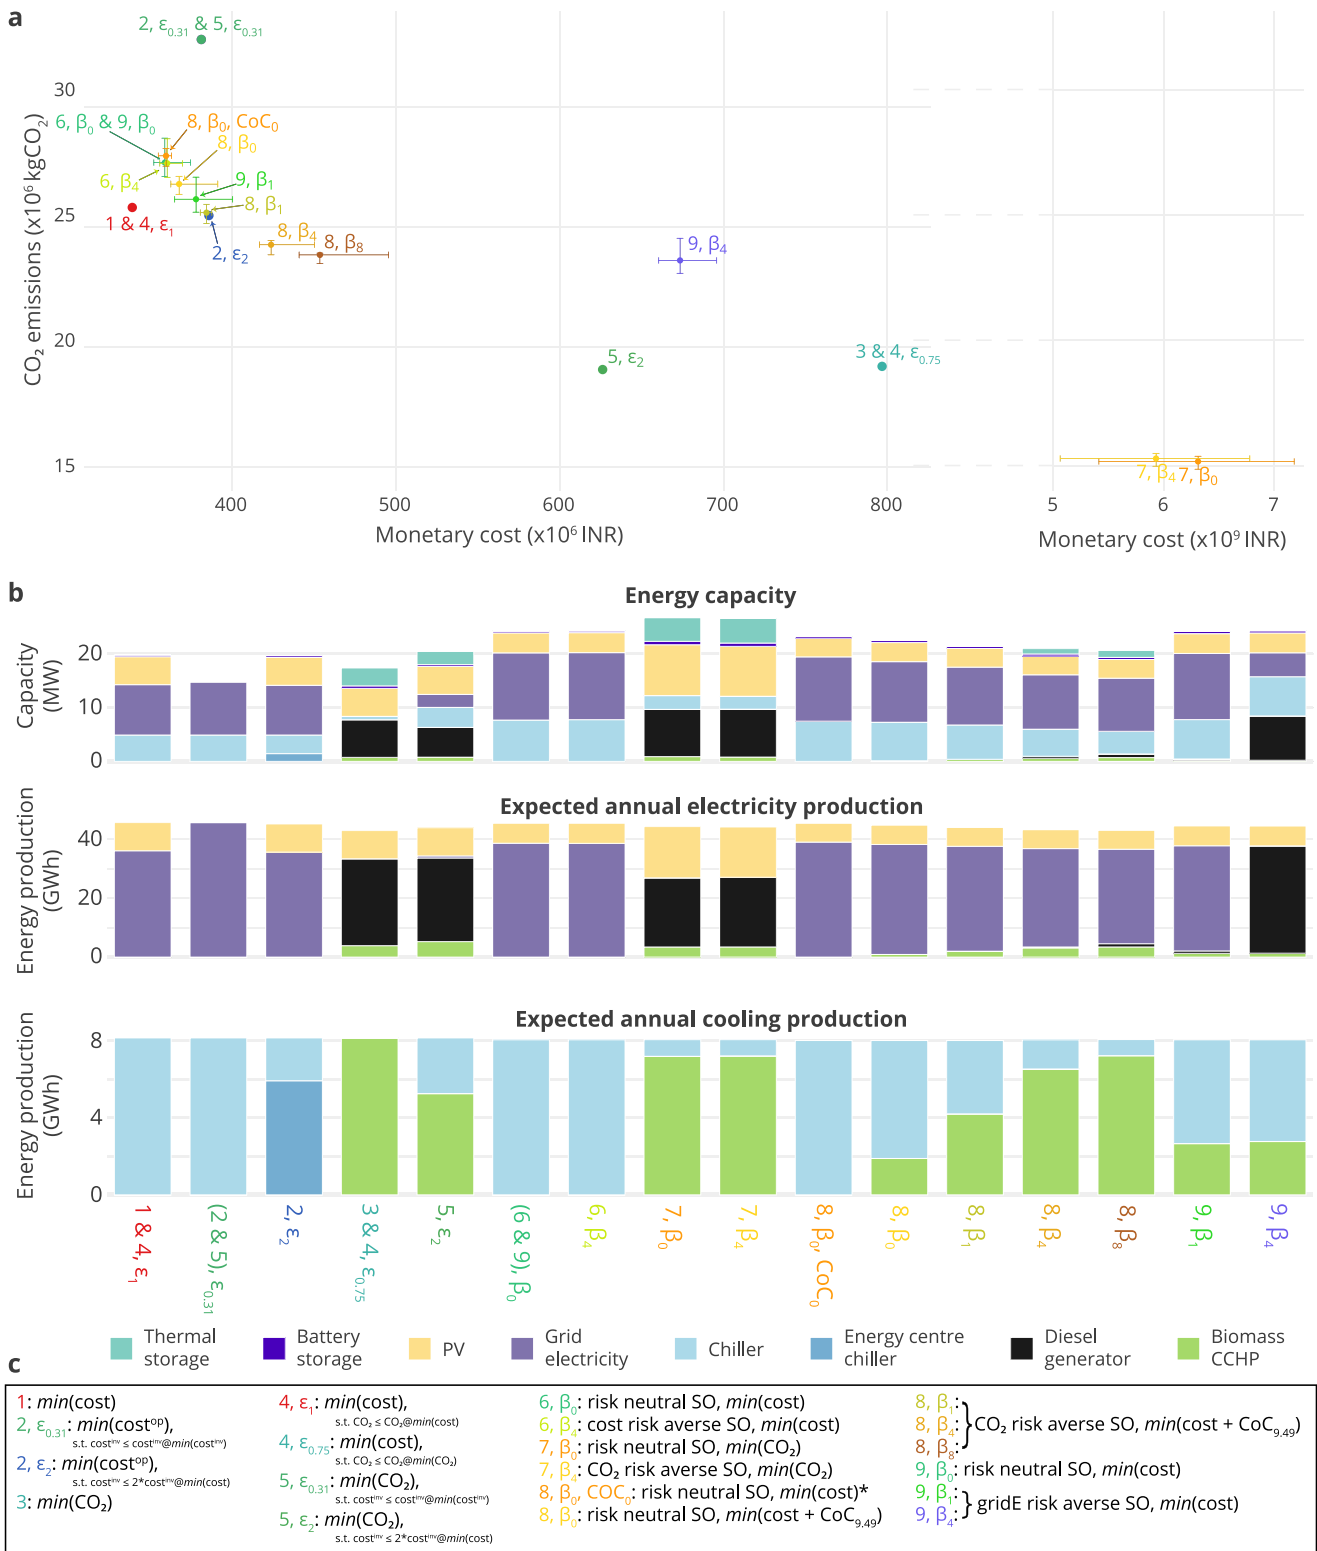 a
2, ε0.31 & 5, ε0.31
30
6, β0 & 9, β0
8, β0, CoC0
8, β0
6, β4
9, β1
8, β1
25
1 & 4, ε1
2, ε2
8, β4
8, β8
9, β4
20
5, ε2
3 & 4, ε0.75
15
7, β4
7, β0
CO₂ emissions (x10⁶ kgCO₂)
400
500
600
700
800
5
6
7
Monetary cost (x10⁶ INR)
Monetary cost (x10⁹ INR)
b
Energy capacity
Capacity
(MW)
20
10
0
Expected annual electricity production
Energy production
(GWh)
40
20
0
Expected annual cooling production
Energy production
(GWh)
8
4
0
1 & 4, ε1
(2 & 5), ε0.31
2, ε2
3 & 4, ε0.75
5, ε2
(6 & 9), β0
6, β4
7, β0
7, β4
8, β0, CoC0
8, β0
8, β1
8, β4
8, β8
9, β1
9, β4
Thermal
storage
Battery
storage
PV
Grid
electricity
Chiller
Energy centre
chiller
Diesel
generator
Biomass
CCHP
c
1: min(cost)
2, ε0.31: min(cost^op),
s.t. cost^inv ≤ cost^inv@min(cost^inv)
2, ε2: min(cost^op),
s.t. cost^inv ≤ 2*cost^inv@min(cost)
3: min(CO₂)
4, ε1: min(cost),
s.t. CO₂ ≤ CO₂@min(cost)
4, ε0.75: min(cost),
s.t. CO₂ ≤ CO₂@min(CO₂)
5, ε0.31: min(CO₂),
s.t. cost^inv ≤ cost^inv@min(cost^inv)
5, ε2: min(CO₂),
s.t. cost^inv ≤ 2*cost^inv@min(cost)
6, β0: risk neutral SO, min(cost)
6, β4: cost risk averse SO, min(cost)
7, β0: risk neutral SO, min(CO₂)
7, β4: CO₂ risk averse SO, min(CO₂)
8, β0, COC0: risk neutral SO, min(cost)*
8, β0: risk neutral SO, min(cost + CoC9.49)
8, β1:
8, β4: CO₂ risk averse SO, min(cost + CoC9.49)
8, β8:
9, β0: risk neutral SO, min(cost)
9, β1:
9, β4: gridE risk averse SO, min(cost)